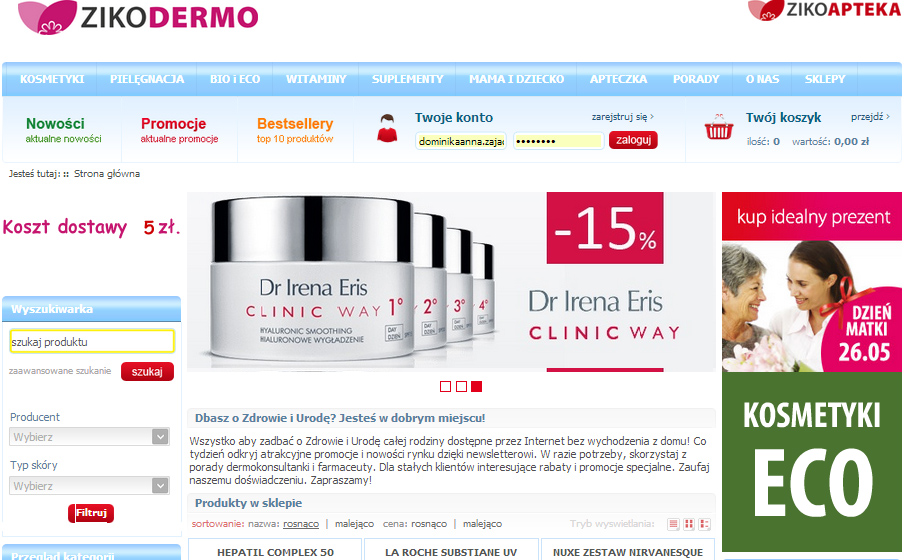 ZIKODERMO
ZIKOAPTEKA
KOSMETYKI PIELĘGNACJA BIO i ECO WITAMINY SUPLEMENTY MAMA I DZIECKO APTECZKA PORADY O NAS SKLEPY
Nowości
aktualne nowości
Promocje
aktualne promocje
Bestsellery
top 10 produktów
Twoje konto
zarejstruj się >
dominikaanna.zajac
••••••••
zaloguj
Twój koszyk
przejdź >
ilość: 0 wartość: 0,00 zł
Jesteś tutaj: :: Strona główna
Koszt dostawy 5 zł.
Wyszukiwarka
szukaj produktu
zaawansowane szukanie
szukaj
Producent
Wybierz
Typ skóry
Wybierz
Filtruj
Przegląd kategorii
Dr Irena Eris
CLINIC WAY 1° 2° 3° 4°
HYALURONIC SMOOTHING
HIALURONOWE WYGŁADZENIE
DAY
DZIEŃ
-15%
Dr Irena Eris
CLINIC WAY
Dbasz o Zdrowie i Urodę? Jesteś w dobrym miejscu!
Wszystko aby zadbać o Zdrowie i Urodę całej rodziny dostępne przez Internet bez wychodzenia z domu! Co
tydzień odkryj atrakcyjne promocje i nowości rynku dzięki newsletterowi. W razie potrzeby, skorzystaj z
porady dermokonsultanki i farmaceuty. Dla stałych klientów interesujące rabaty i promocje specjalne. Zaufaj
naszemu doświadczeniu. Zapraszamy!
Produkty w sklepie
sortowanie: nazwa: rosnąco | malejąco cena: rosnąco | malejąco
Tryb wyswietlania:
HEPATIL COMPLEX 50
LA ROCHE SUBSTIANE UV
NUXE ZESTAW NIRVANESQUE
kup idealny prezent
DZIEŃ
MATKI
26.05
KOSMETYKI
ECO